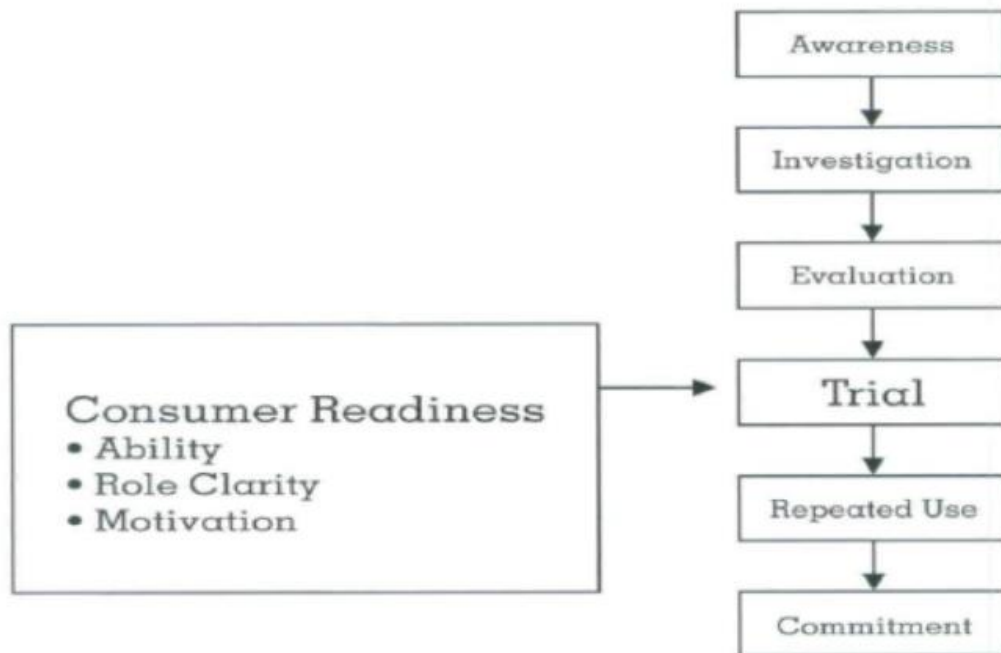 Awareness
Investigation
Evaluation
Trial
Repeated Use
Commitment
Consumer Readiness
• Ability
• Role Clarity
• Motivation